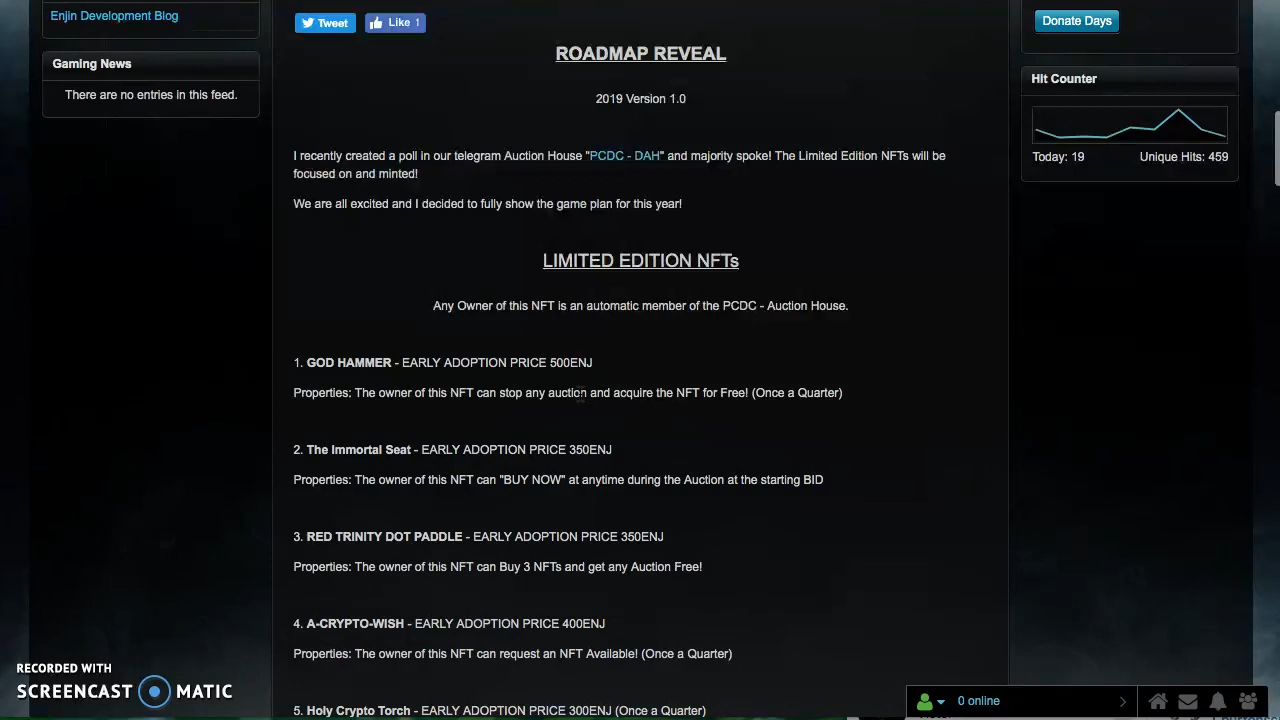 Enjin Development Blog
Gaming News
There are no entries in this feed.
Tweet
Like 1
ROADMAP REVEAL
2019 Version 1.0
I recently created a poll in our telegram Auction House "PCDC - DAH" and majority spoke! The Limited Edition NFTs will be
focused on and minted!
We are all excited and I decided to fully show the game plan for this year!
LIMITED EDITION NFTs
Any Owner of this NFT is an automatic member of the PCDC - Auction House.
1. GOD HAMMER - EARLY ADOPTION PRICE 500ENJ
Properties: The owner of this NFT can stop any auction and acquire the NFT for Free! (Once a Quarter)
2. The Immortal Seat - EARLY ADOPTION PRICE 350ENJ
Properties: The owner of this NFT can "BUY NOW" at anytime during the Auction at the starting BID
3. RED TRINITY DOT PADDLE - EARLY ADOPTION PRICE 350ENJ
Properties: The owner of this NFT can Buy 3 NFTs and get any Auction Free!
4. A-CRYPTO-WISH - EARLY ADOPTION PRICE 400ENJ
Properties: The owner of this NFT can request an NFT Available! (Once a Quarter)
5. Holy Crypto Torch - EARLY ADOPTION PRICE 300ENJ (Once a Quarter)
Donate Days
Hit Counter
Today: 19
Unique Hits: 459
RECORDED WITH
SCREENCAST MATIC
0 online